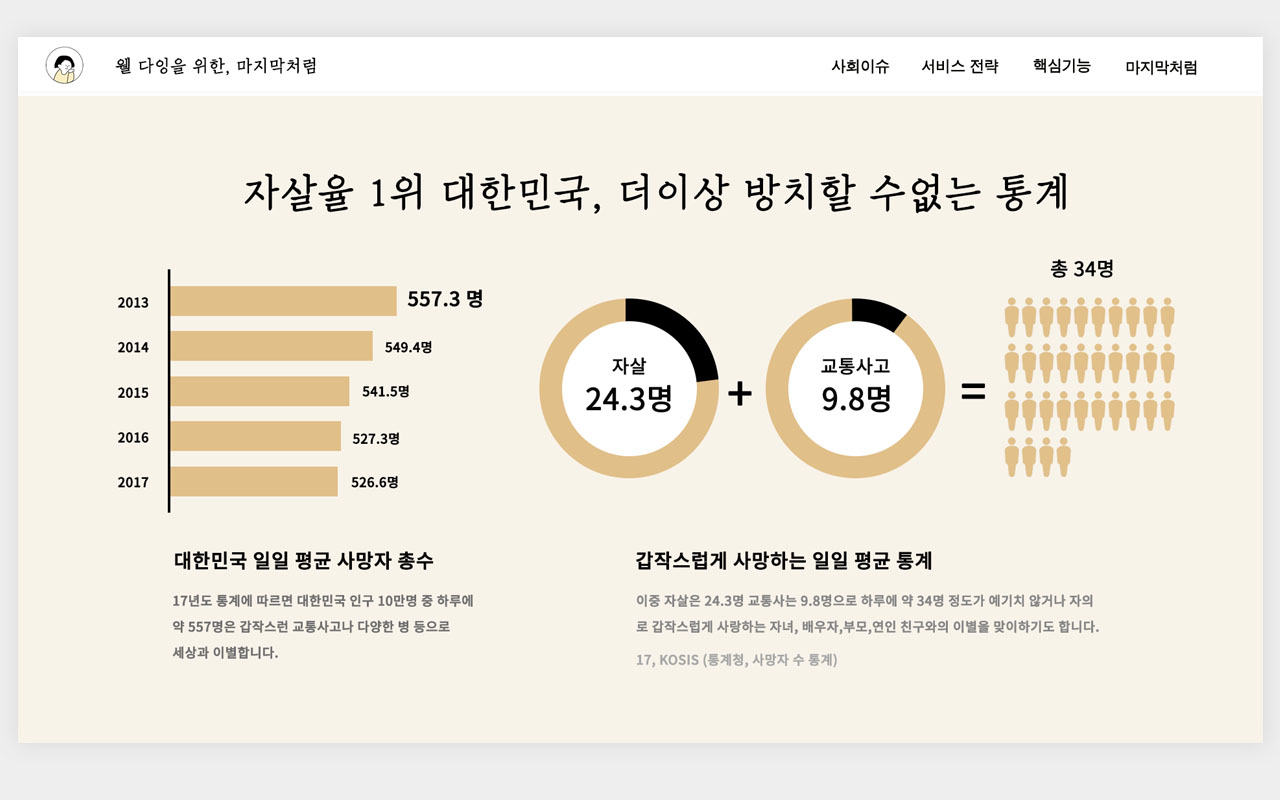 웰 다잉을 위한, 마지막처럼
사회이슈 서비스 전략 핵심기능 마지막처럼
자살율 1위 대한민국, 더이상 방치할 수없는 통계
2013 557.3 명
2014 549.4명
2015 541.5명
2016 527.3명
2017 526.6명
자살
24.3명
+
교통사고
9.8명
=
총 34명
대한민국 일일 평균 사망자 총수
17년도 통계에 따르면 대한민국 인구 10만명 중 하루에
약 557명은 갑작스런 교통사고나 다양한 병 등으로
세상과 이별합니다.
갑작스럽게 사망하는 일일 평균 통계
이중 자살은 24.3명 교통사는 9.8명으로 하루에 약 34명 정도가 예기치 않거나 자의
로 갑작스럽게 사랑하는 자녀, 배우자,부모,연인 친구와의 이별을 맞이하기도 합니다.
17, KOSIS (통계청, 사망자 수 통계)